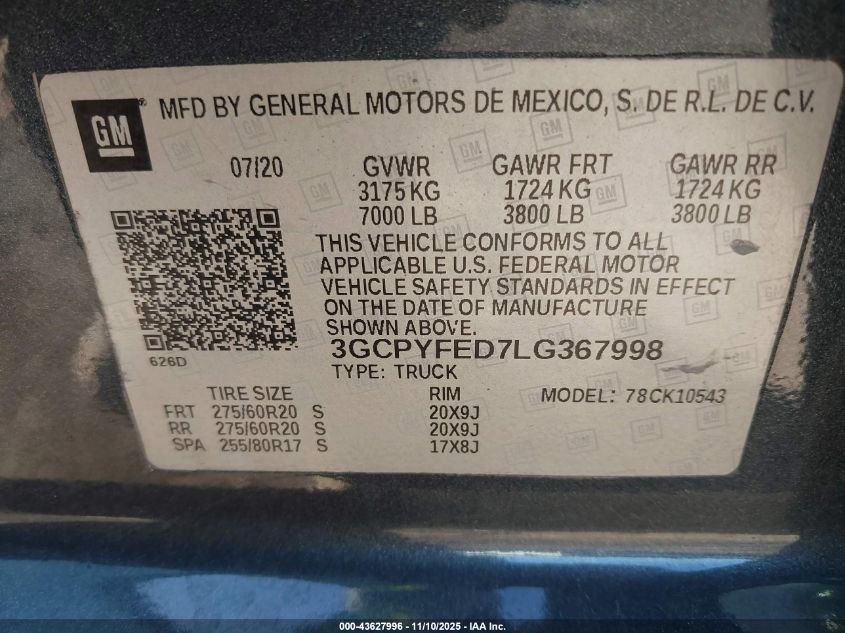 GM
MFD BY GENERAL MOTORS DE MEXICO, S. DE R.L. DE C.V.
07/20
GVWR GAWR FRT GAWR RR
3175 KG 1724 KG 1724 KG
7000 LB 3800 LB 3800 LB
THIS VEHICLE CONFORMS TO ALL
APPLICABLE U.S. FEDERAL MOTOR
VEHICLE SAFETY STANDARDS IN EFFECT
ON THE DATE OF MANUFACTURE
SHOWN ABOVE.
626D
3GCPYFED7LG367998
TYPE: TRUCK
TIRE SIZE RIM MODEL: 78CK10543
FRT 275/60R20 S 20X9J
RR 275/60R20 S 20X9J
SPA 255/80R17 S 17X8J
000-43627996 - 11/10/2025 - IAA Inc.